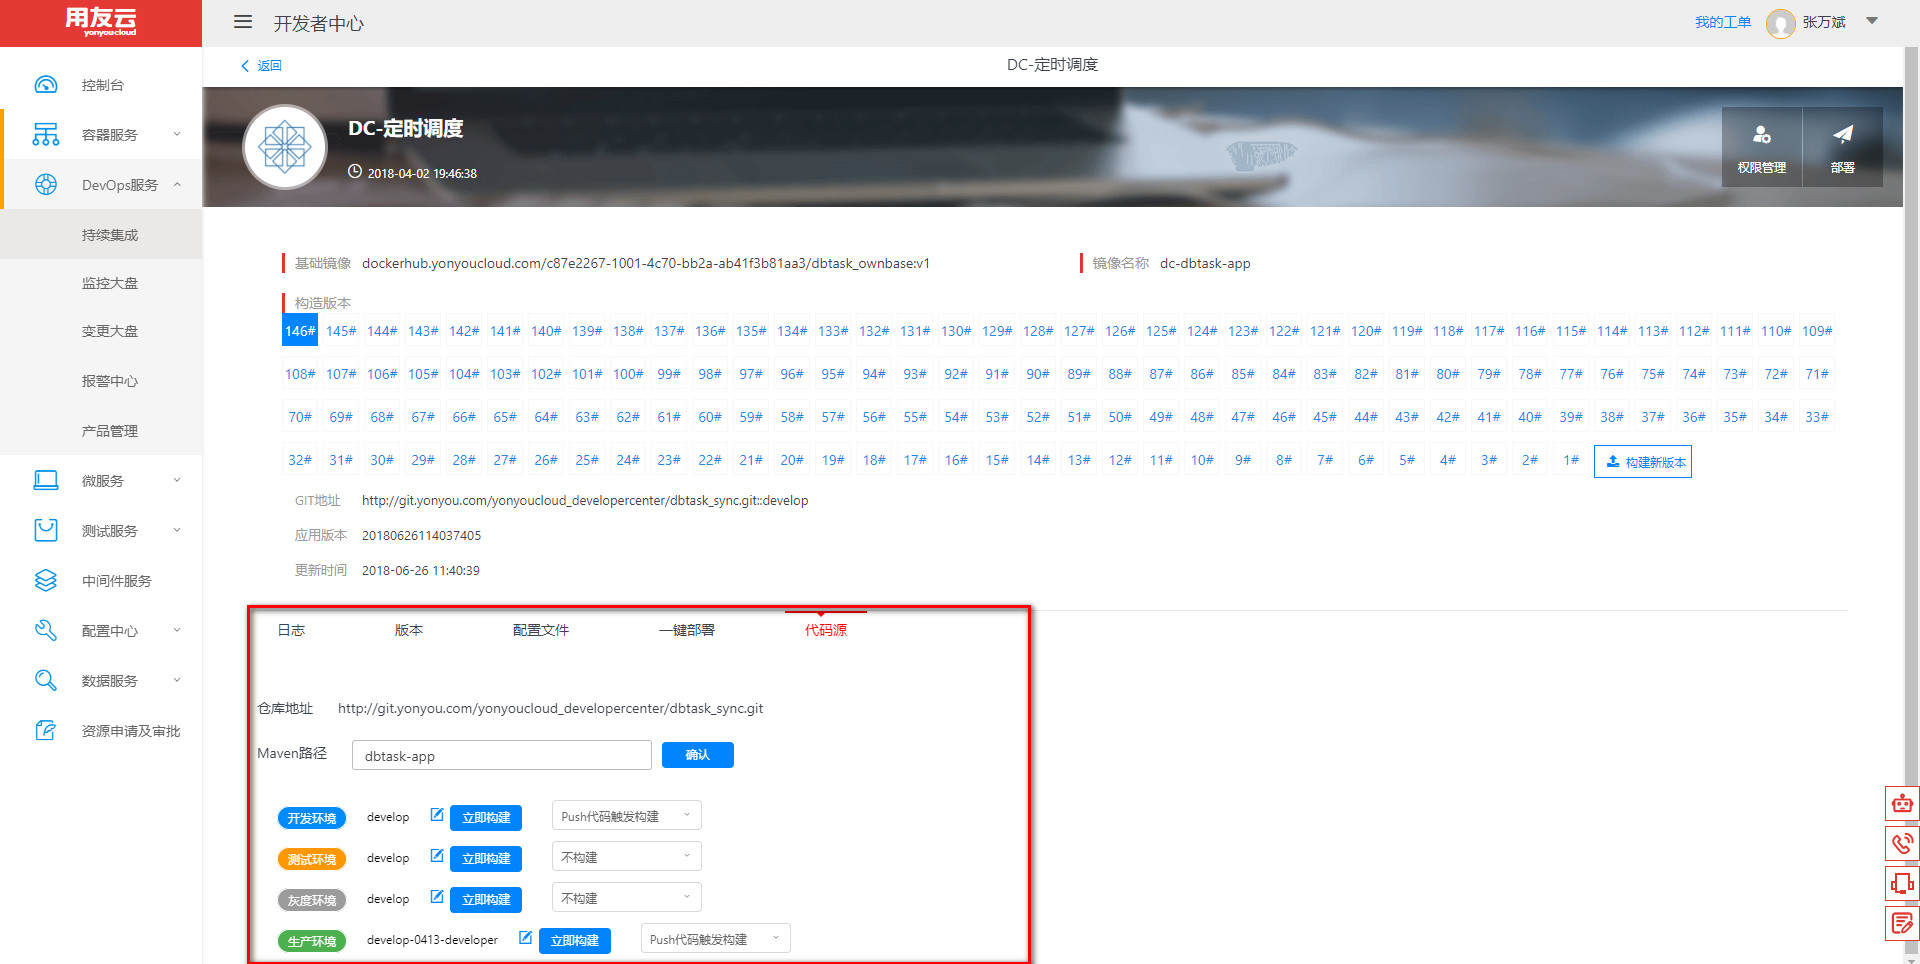 用友云
yonyoucloud
开发者中心
我的工单
张万斌
返回
DC-定时调度
控制台
容器服务
DevOps服务
持续集成
监控大盘
变更大盘
报警中心
产品管理
微服务
测试服务
中间件服务
配置中心
数据服务
资源申请及审批
DC-定时调度
2018-04-02 19:46:38
权限管理
部署
基础镜像 dockerhub.yonyoucloud.com/c87e2267-1001-4c70-bb2a-ab41f3b81aa3/dbtask_ownbase:v1
镜像名称 dc-dbtask-app
构造版本
146# 145# 144# 143# 142# 141# 140# 139# 138# 137# 136# 135# 134# 133# 132# 131# 130# 129# 128# 127# 126# 125# 124# 123# 122# 121# 120# 119# 118# 117# 116# 115# 114# 113# 112# 111# 110# 109#
108# 107# 106# 105# 104# 103# 102# 101# 100# 99# 98# 97# 96# 95# 94# 93# 92# 91# 90# 89# 88# 87# 86# 85# 84# 83# 82# 81# 80# 79# 78# 77# 76# 75# 74# 73# 72# 71#
70# 69# 68# 67# 66# 65# 64# 63# 62# 61# 60# 59# 58# 57# 56# 55# 54# 53# 52# 51# 50# 49# 48# 47# 46# 45# 44# 43# 42# 41# 40# 39# 38# 37# 36# 35# 34# 33#
32# 31# 30# 29# 28# 27# 26# 25# 24# 23# 22# 21# 20# 19# 18# 17# 16# 15# 14# 13# 12# 11# 10# 9# 8# 7# 6# 5# 4# 3# 2# 1# 构建新版本
GIT地址 http://git.yonyou.com/yonyoucloud_developercenter/dbtask_sync.git::develop
应用版本 20180626114037405
更新时间 2018-06-26 11:40:39
日志 版本 配置文件 一键部署 代码源
仓库地址 http://git.yonyou.com/yonyoucloud_developercenter/dbtask_sync.git
Maven路径 dbtask-app 确认
开发环境 develop 立即构建 Push代码触发构建
测试环境 develop 立即构建 不构建
灰度环境 develop 立即构建 不构建
生产环境 develop-0413-developer 立即构建 Push代码触发构建